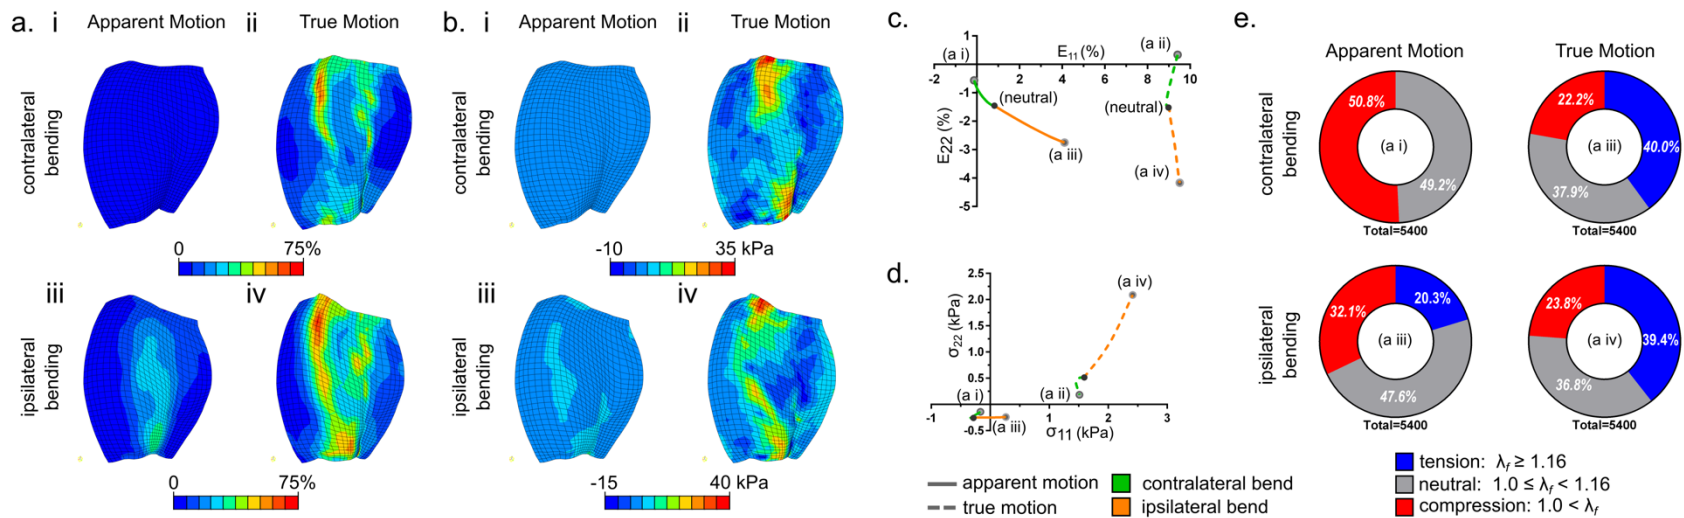 a. i Apparent Motion ii True Motion
contralateral
bending
0 75%
iii iv
ipsilateral
bending
0 75%
b. i Apparent Motion ii True Motion
contralateral
bending
-10 35 kPa
iii iv
ipsilateral
bending
-15 40 kPa
c.
1
E₁₁ (%)
-2 2 4 6 8 10
-1
-2
-3
-4
-5
E₂₂ (%)
(a i)
(neutral)
(a iii)
(a ii)
(neutral)
(a iv)
d.
2.5
2.0
1.5
1.0
0.5
-0.5
σ₂₂ (kPa)
-1 1 2 3
σ₁₁ (kPa)
(a iv)
(a ii)
(a i)
(a iii)
apparent motion
true motion
contralateral bend
ipsilateral bend
e.
Apparent Motion True Motion
contralateral
bending
50.8%
(a i)
49.2%
Total=5400
22.2%
(a iii)
40.0%
37.9%
Total=5400
ipsilateral
bending
32.1%
20.3%
(a iii)
47.6%
Total=5400
23.8%
(a iv)
39.4%
36.8%
Total=5400
tension: λf ≥ 1.16
neutral: 1.0 ≤ λf < 1.16
compression: 1.0 < λf